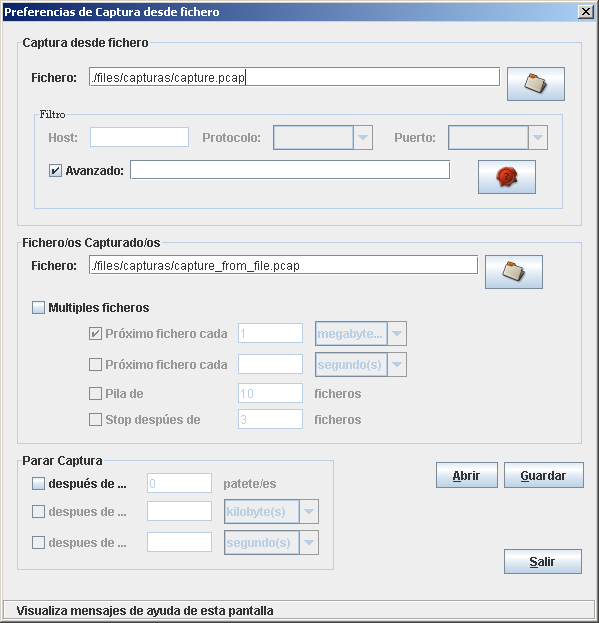 Preferencias de Captura desde fichero
Captura desde fichero
Fichero: ./files/capturas/capture.pcap
Filtro
Host: Protocolo: Puerto:
Avanzado:
Fichero/os Capturado/os
Fichero: ./files/capturas/capture_from_file.pcap
Multiples ficheros
Próximo fichero cada 1 megabyte...
Próximo fichero cada segundo(s)
Pila de 10 ficheros
Stop despúes de 3 ficheros
Parar Captura
después de ... 0 patete/es
despues de ... kilobyte(s)
despues de ... segundo(s)
Abrir Guardar
Salir
Visualiza mensajes de ayuda de esta pantalla